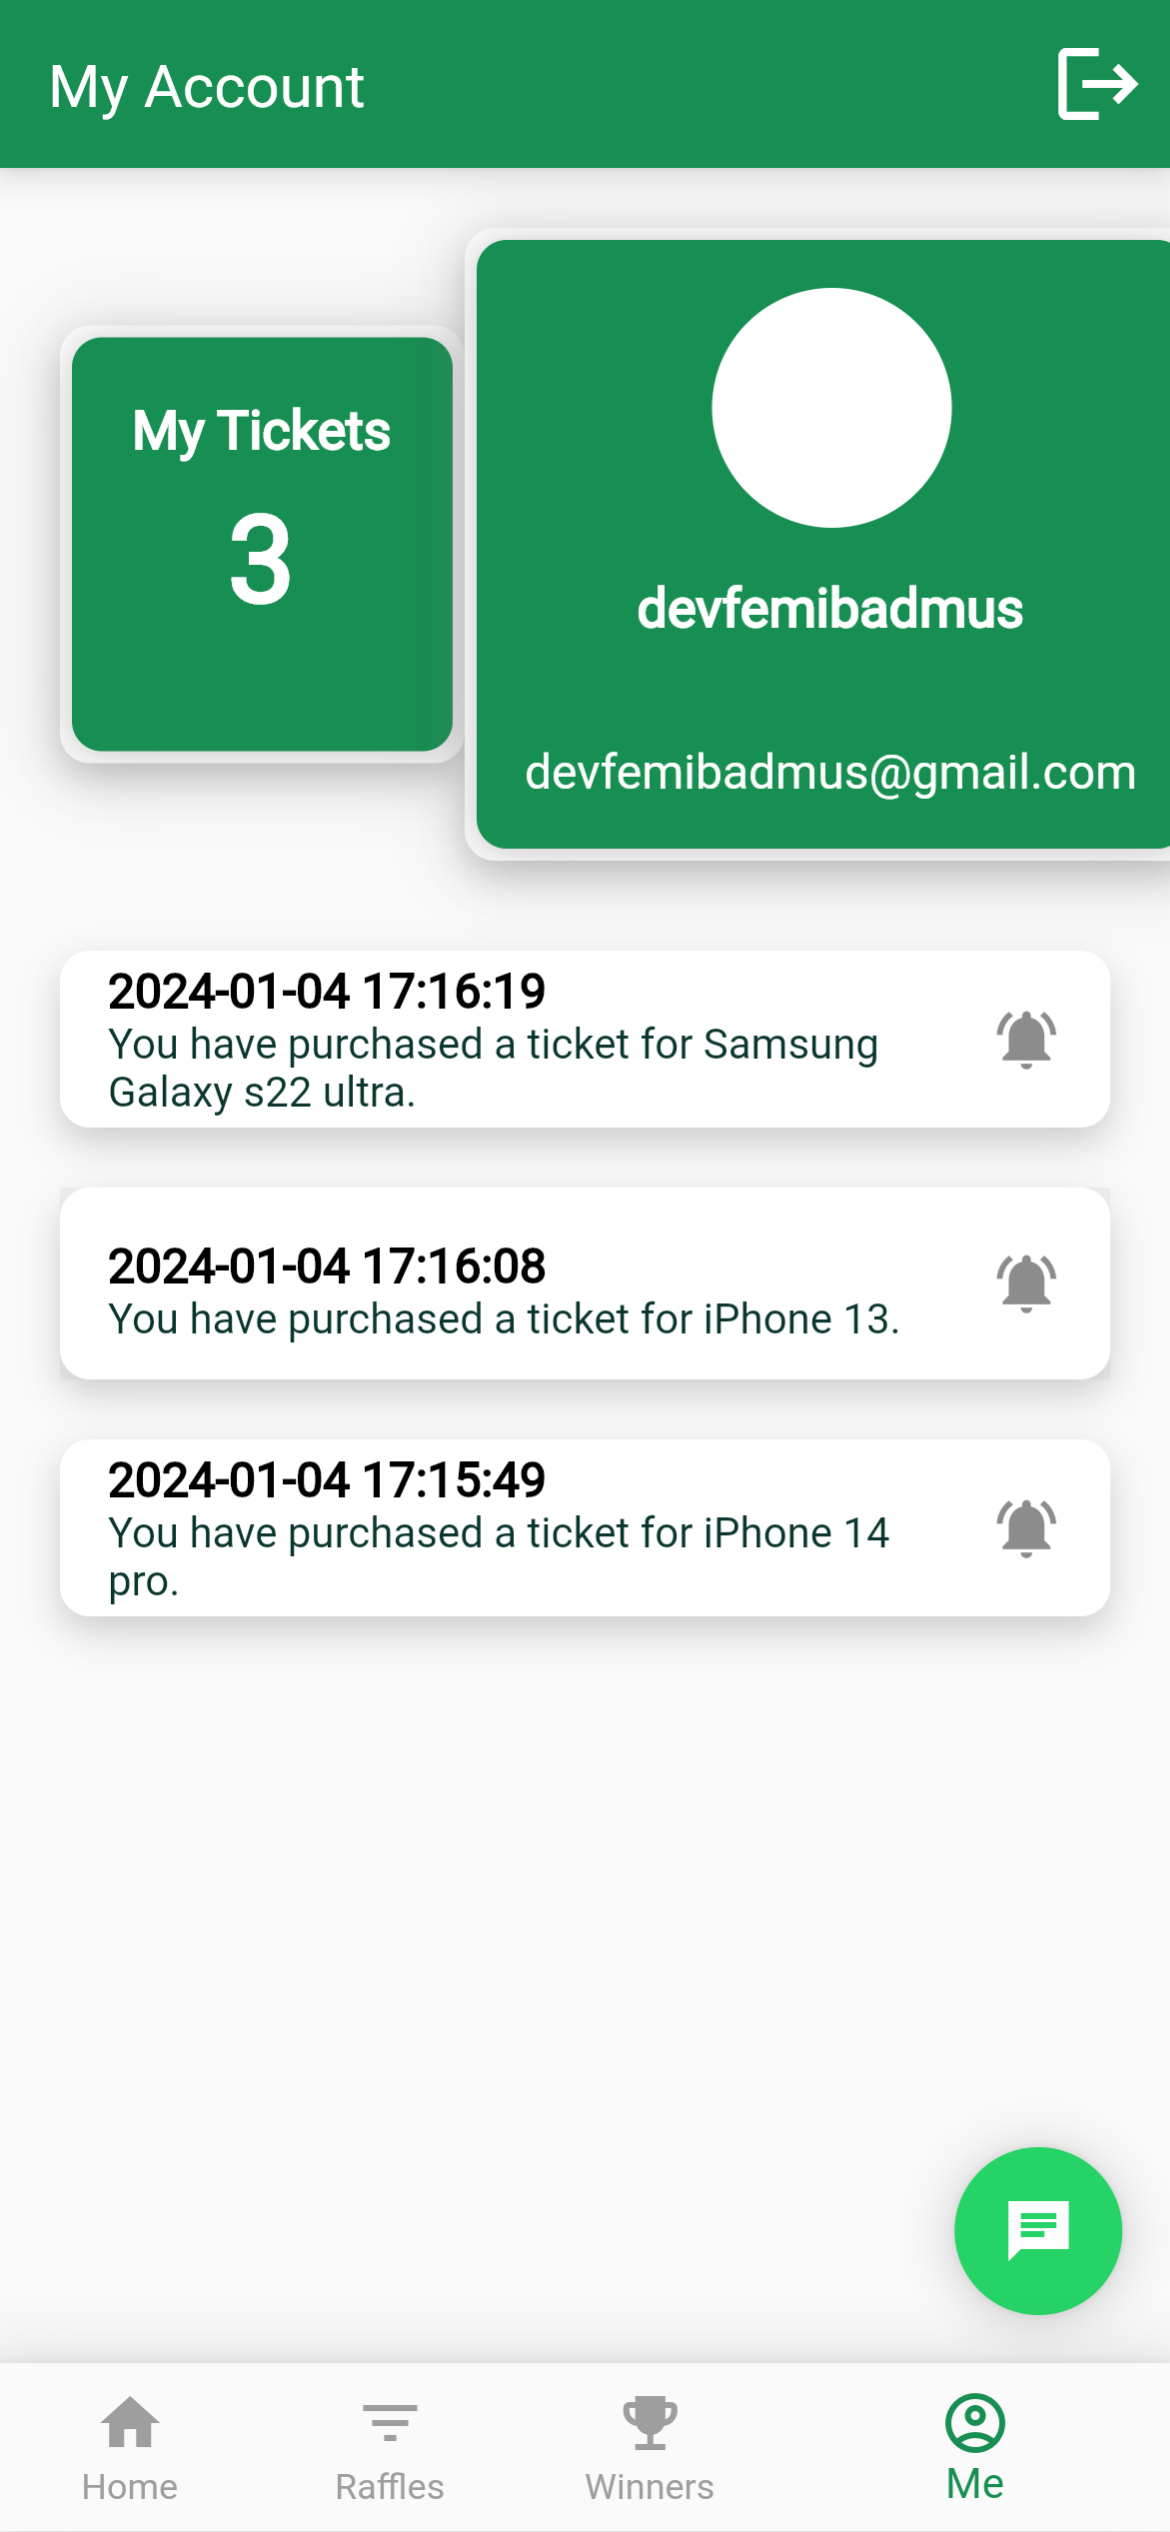 My Account
My Tickets
3
devfemibadmus
devfemibadmus@gmail.com
2024-01-04 17:16:19
You have purchased a ticket for Samsung
Galaxy s22 ultra.
2024-01-04 17:16:08
You have purchased a ticket for iPhone 13.
2024-01-04 17:15:49
You have purchased a ticket for iPhone 14
pro.
Home
Raffles
Winners
Me